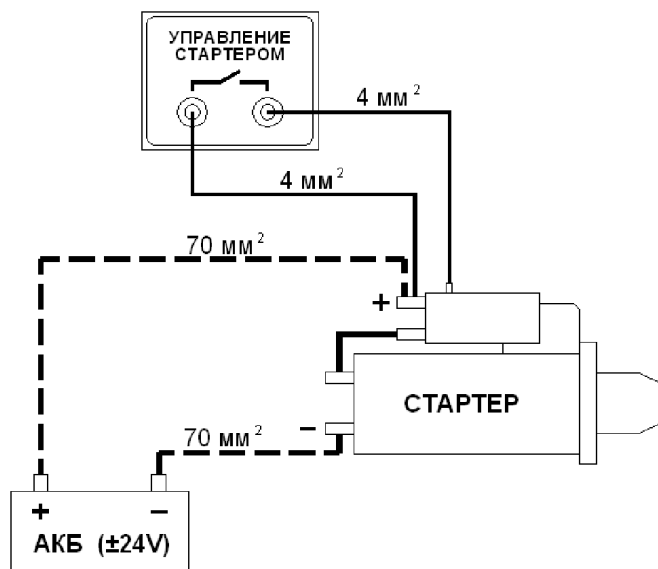 УПРАВЛЕНИЕ
СТАРТЕРОМ
4 мм²
4 мм²
70 мм²
+
СТАРТЕР
–
70 мм²
+ –
АКБ (±24V)